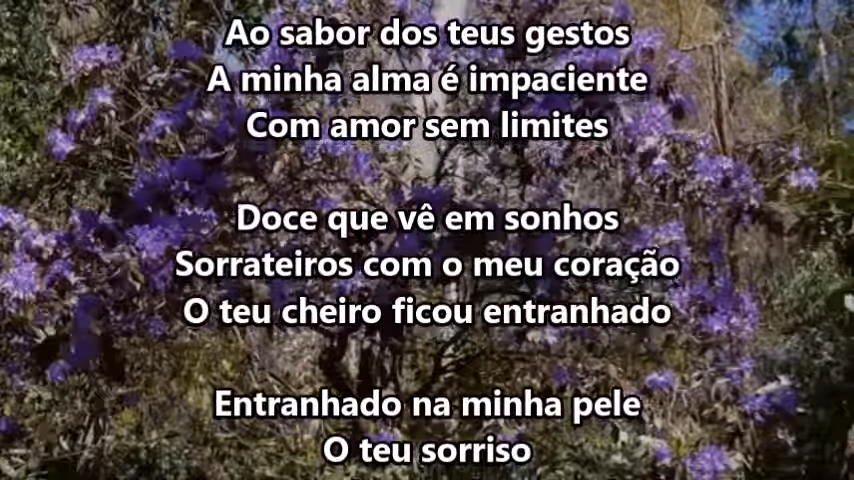 Ao sabor dos teus gestos
A minha alma é impaciente
Com amor sem limites
Doce que vê em sonhos
Sorrateiros com o meu coração
O teu cheiro ficou entranhado
Entranhado na minha pele
O teu sorriso